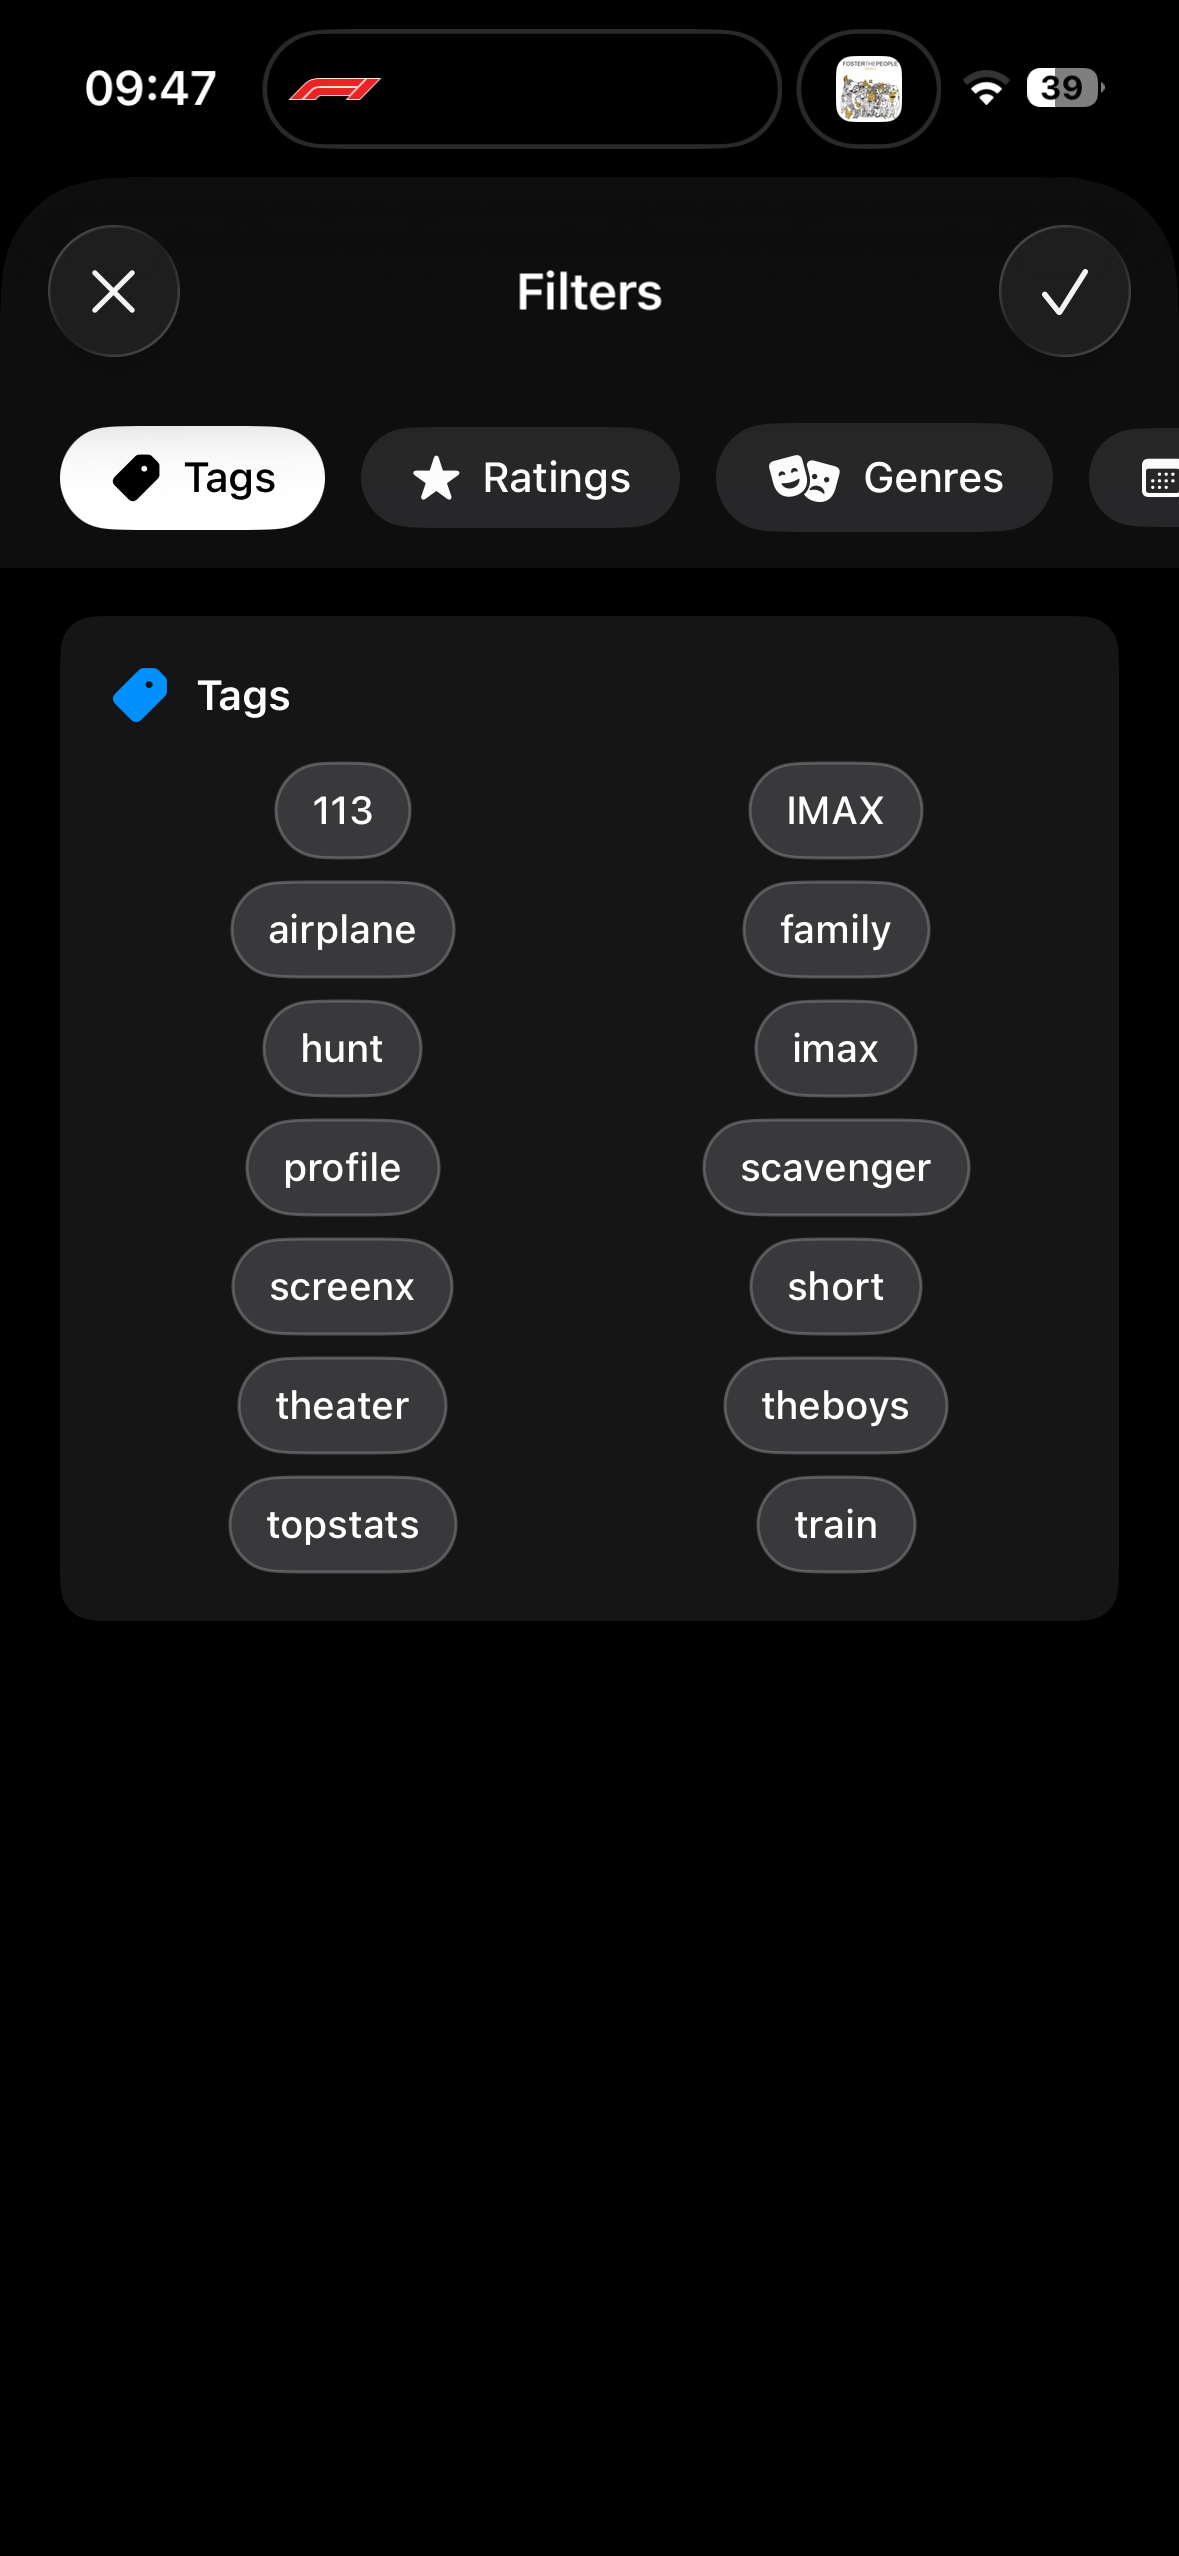 09:47
FOSTERTHEPEOPLE
39
Filters
Tags
Ratings
Genres
Tags
113
IMAX
airplane
family
hunt
imax
profile
scavenger
screenx
short
theater
theboys
topstats
train